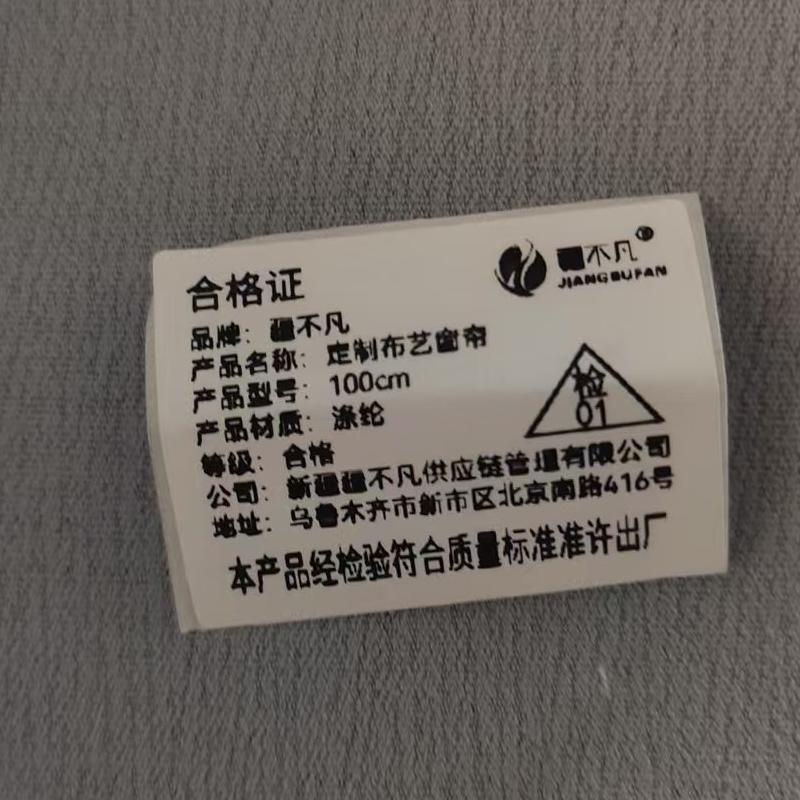 合格证
疆不凡®
JIANGBUFAN
品牌：疆不凡
产品名称：定制布艺窗帘
产品型号：100cm
产品材质：涤纶
等级：合格
检
01
公司：新疆疆不凡供应链管理有限公司
地址：乌鲁木齐市新市区北京南路416号
本产品经检验符合质量标准准许出厂